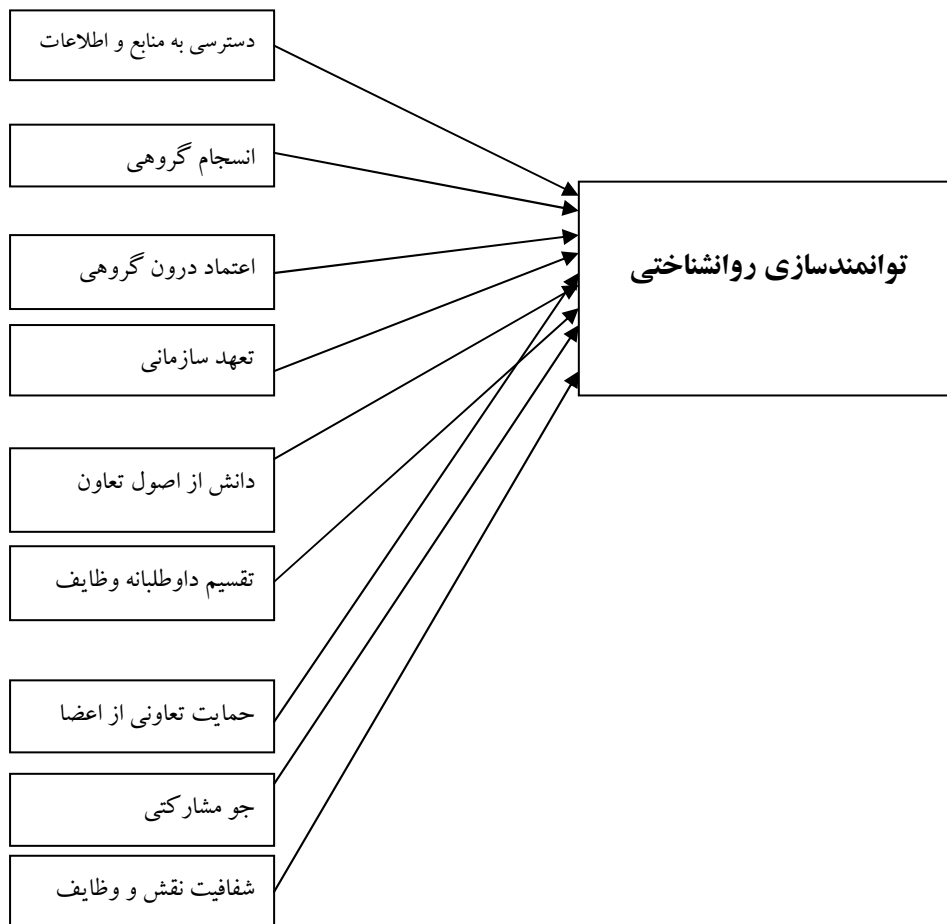 دسترسی به منابع و اطلاعات
انسجام گروهی
اعتماد درون گروهی
تعهد سازمانی
دانش از اصول تعاون
تقسیم داوطلبانه وظایف
حمایت تعاونی از اعضا
جو مشارکتی
شفافیت نقش و وظایف
توانمندسازی روانشناختی